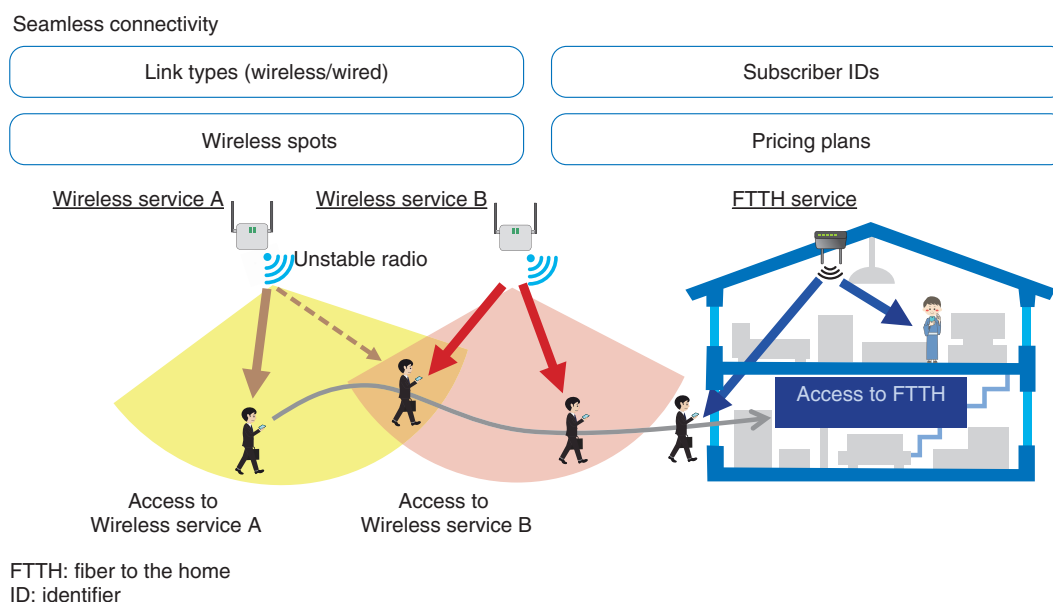 Seamless connectivity
Link types (wireless/wired)
Subscriber IDs
Wireless spots
Pricing plans
Wireless service A
Wireless service B
FTTH service
Unstable radio
Access to FTTH
Access to
Wireless service A
Access to
Wireless service B
FTTH: fiber to the home
ID: identifier